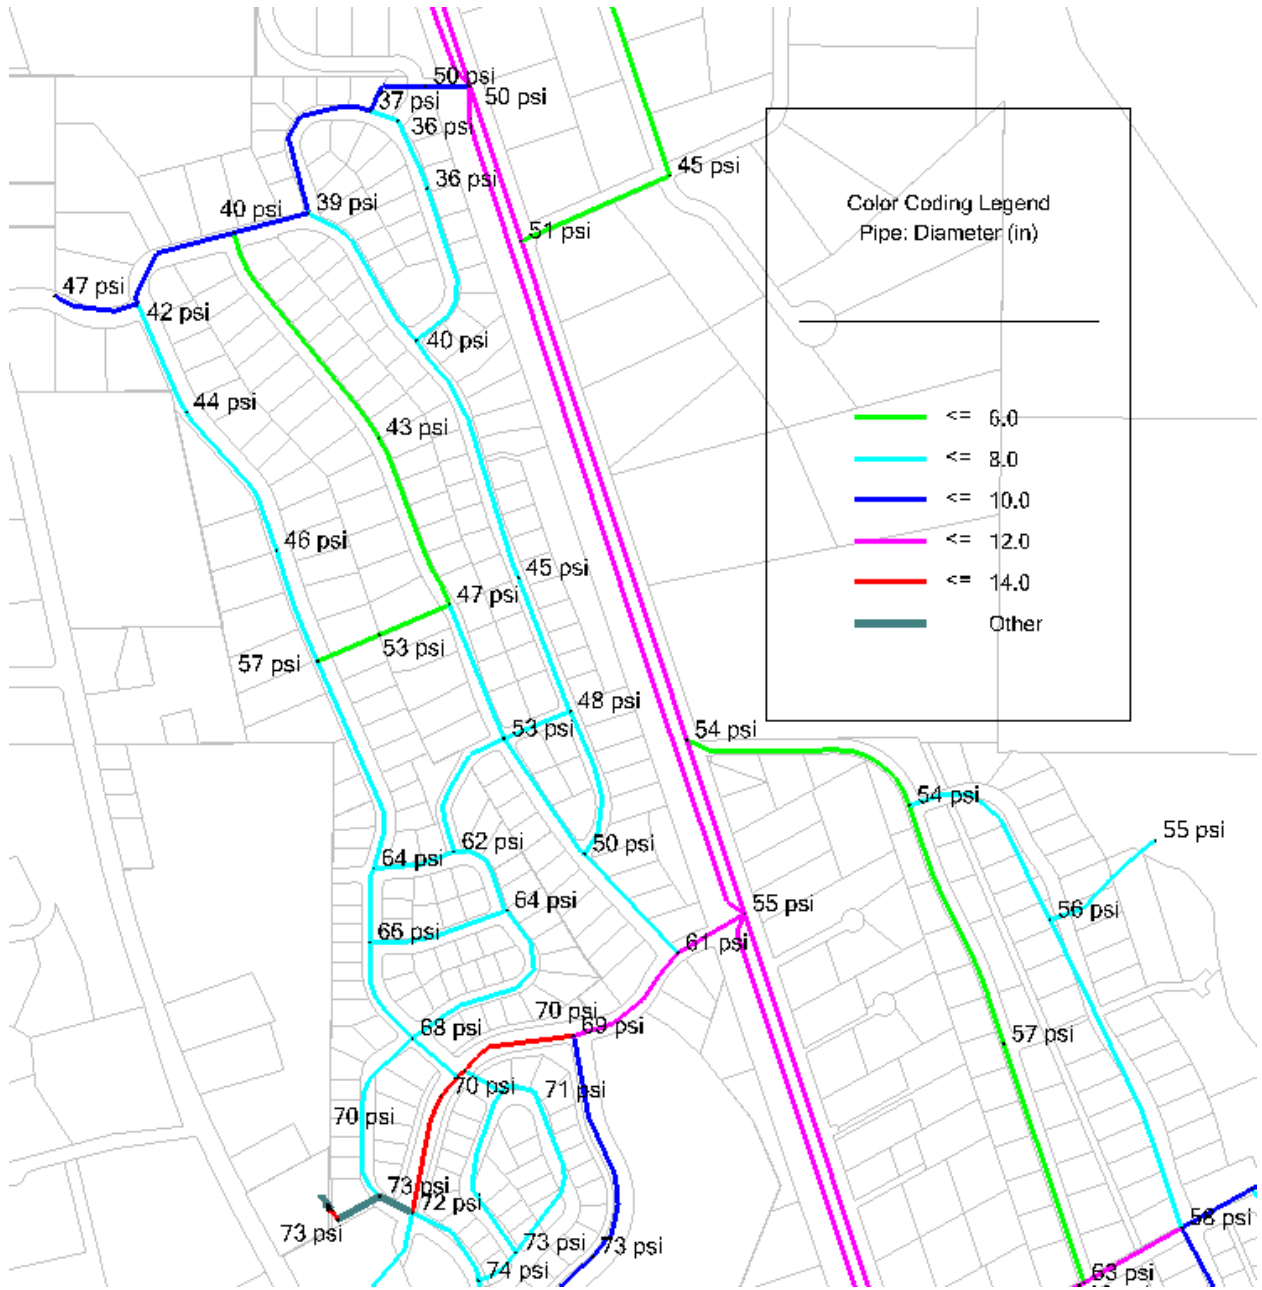 50 psi
37 psi
50 psi
36 psi
36 psi
45 psi
40 psi
39 psi
51 psi
Color Coding Legend
Pipe: Diameter (in)
47 psi
42 psi
40 psi
44 psi
43 psi
<= 6.0
<= 8.0
<= 10.0
<= 12.0
<= 14.0
Other
46 psi
45 psi
47 psi
53 psi
57 psi
48 psi
53 psi
54 psi
54 psi
55 psi
62 psi
50 psi
64 psi
64 psi
55 psi
56 psi
66 psi
61 psi
70 psi
69 psi
68 psi
57 psi
70 psi
71 psi
70 psi
73 psi
72 psi
73 psi
73 psi
73 psi
58 psi
74 psi
63 psi